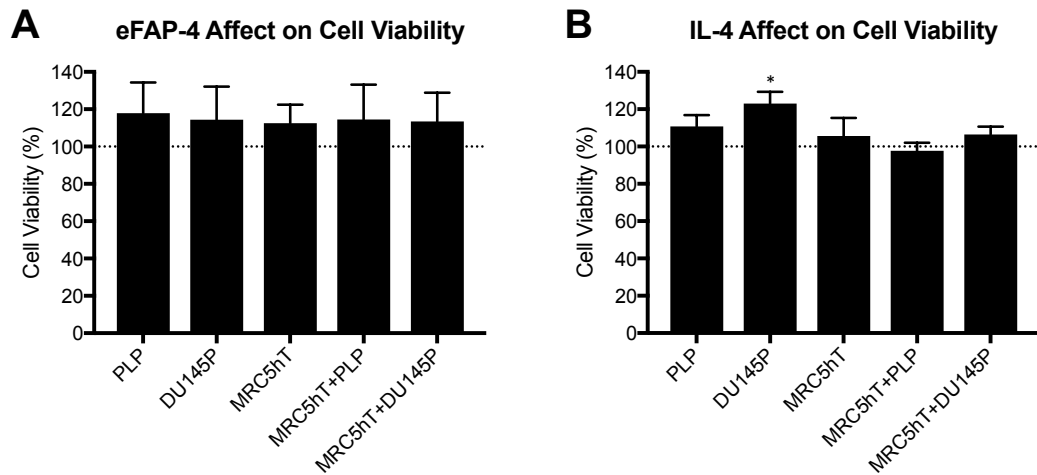 A
eFAP-4 Affect on Cell Viability
Cell Viability (%)
140
120
100
80
60
40
20
0
PLP
DU145P
MRC5hT
MRC5hT+PLP
MRC5hT+DU145P
B
IL-4 Affect on Cell Viability
Cell Viability (%)
140
120
100
80
60
40
20
0
*
PLP
DU145P
MRC5hT
MRC5hT+PLP
MRC5hT+DU145P